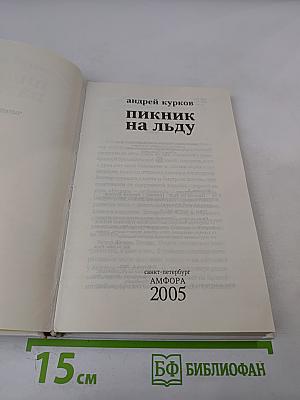 андрей курков
пикник
на льду
санкт-петербург
АМФОРА
2005
15 см
БФ БИБЛИОФАН